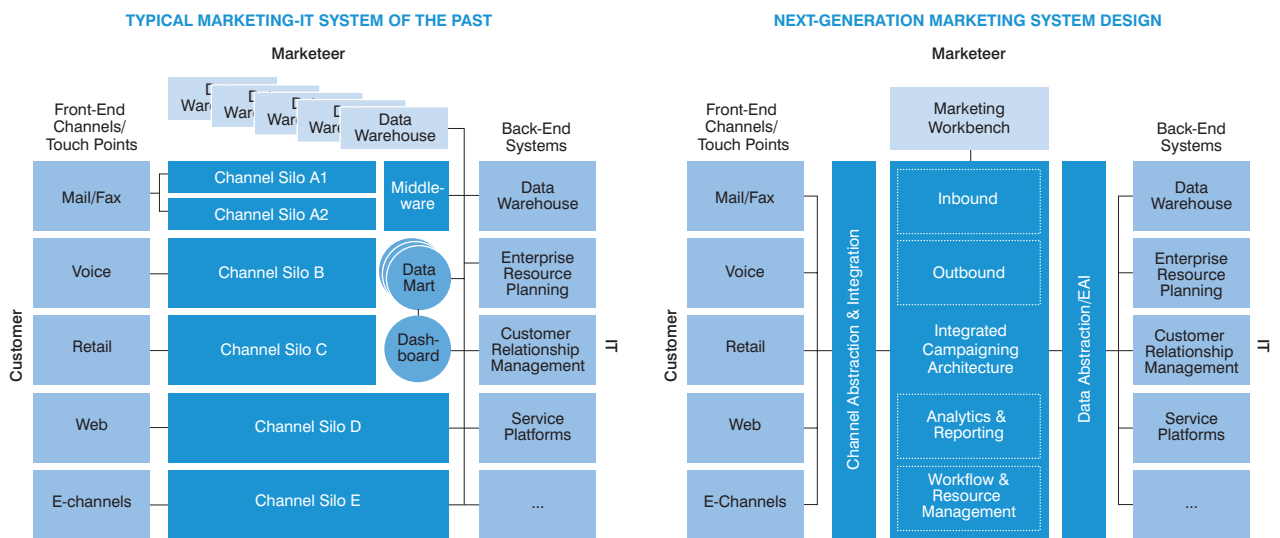 TYPICAL MARKETING-IT SYSTEM OF THE PAST
Marketeer
Data
Warehouse
Front-End
Channels/
Touch Points
Back-End
Systems
Customer
IT
Mail/Fax
Channel Silo A1
Channel Silo A2
Middle-
ware
Data
Warehouse
Voice
Channel Silo B
Data
Mart
Enterprise
Resource
Planning
Retail
Channel Silo C
Dash-
board
Customer
Relationship
Management
Web
Channel Silo D
Service
Platforms
E-channels
Channel Silo E
...
NEXT-GENERATION MARKETING SYSTEM DESIGN
Marketeer
Marketing
Workbench
Front-End
Channels/
Touch Points
Back-End
Systems
Customer
IT
Mail/Fax
Voice
Retail
Web
E-Channels
Channel Abstraction & Integration
Inbound
Outbound
Integrated
Campaigning
Architecture
Analytics &
Reporting
Workflow &
Resource
Management
Data Abstraction/EAI
Data
Warehouse
Enterprise
Resource
Planning
Customer
Relationship
Management
Service
Platforms
...